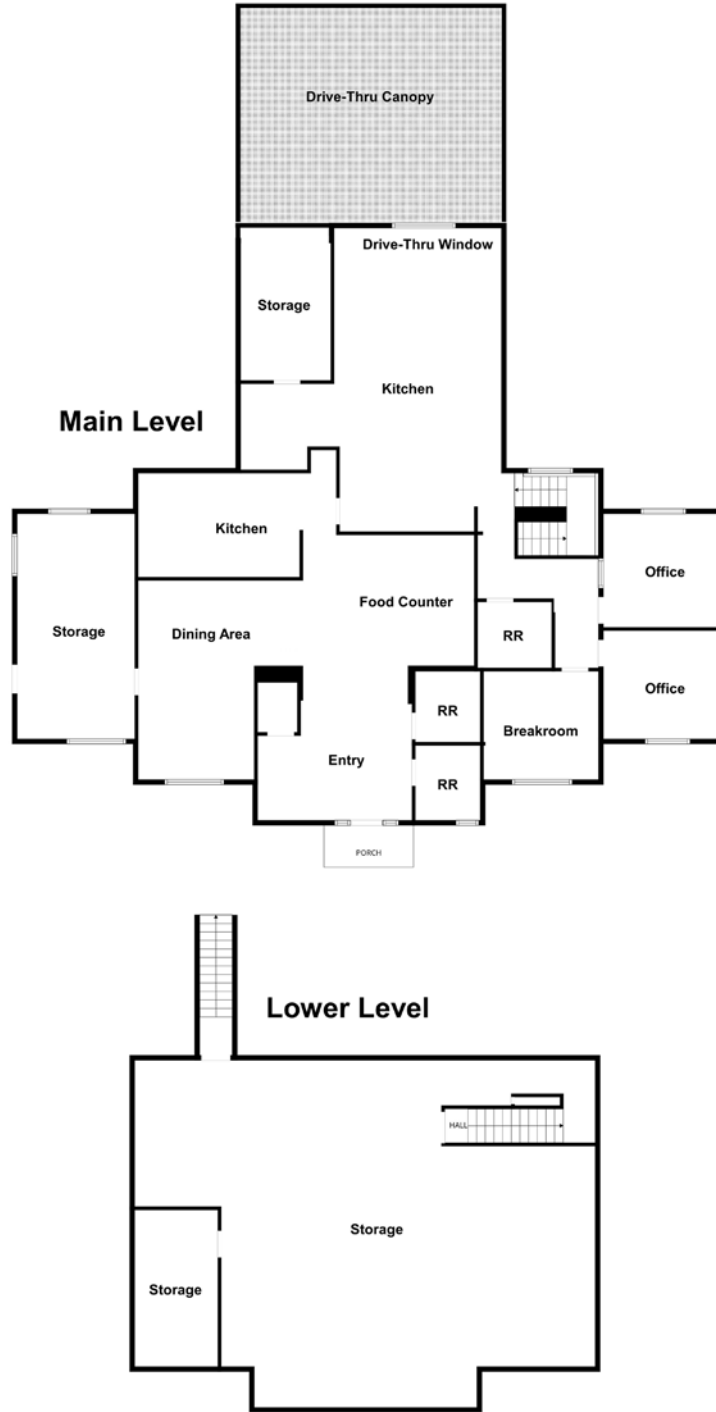 Drive-Thru Canopy
Drive-Thru Window
Storage
Kitchen
Main Level
Kitchen
Office
Food Counter
Storage
Dining Area
RR
Office
RR
Breakroom
Entry
RR
PORCH
Lower Level
HALL
Storage
Storage